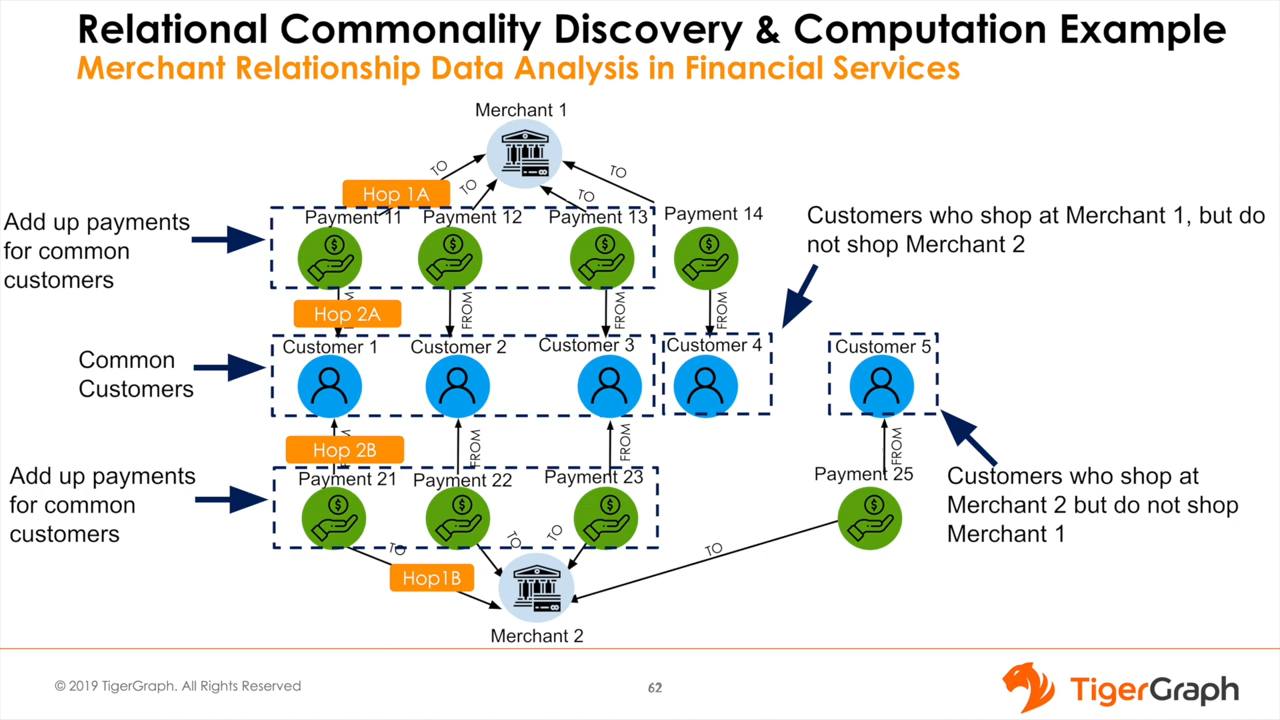 Relational Commonality Discovery & Computation Example
Merchant Relationship Data Analysis in Financial Services
Merchant 1
TO
TO
TO
TO
Hop 1A
Payment 11
Payment 12
Payment 13
Payment 14
Add up payments
for common
customers
Customers who shop at Merchant 1, but do
not shop Merchant 2
Hop 2A
FROM
FROM
FROM
Customer 1
Customer 2
Customer 3
Customer 4
Customer 5
Common
Customers
Hop 2B
FROM
FROM
FROM
Add up payments
for common
customers
Payment 21
Payment 22
Payment 23
Payment 25
Customers who shop at
Merchant 2 but do not shop
Merchant 1
TO
TO
TO
TO
Hop1B
Merchant 2
© 2019 TigerGraph. All Rights Reserved
TigerGraph